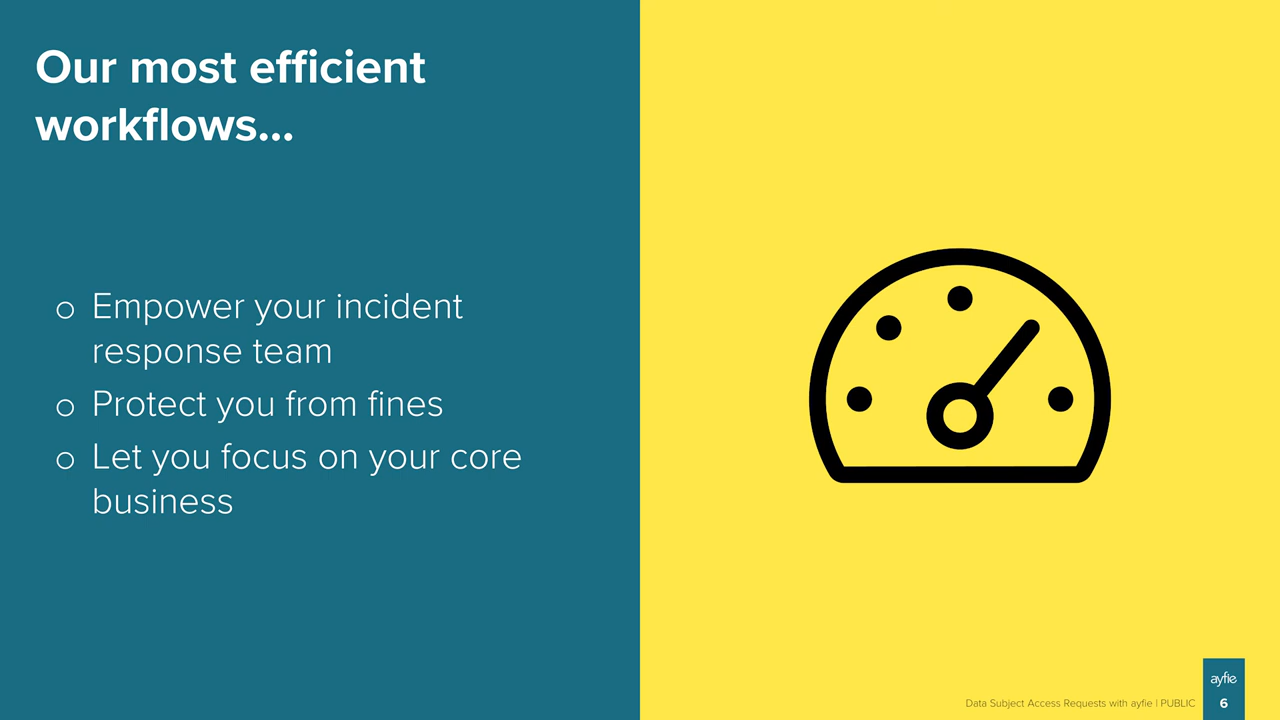 Our most efficient
workflows...
o Empower your incident
response team
o Protect you from fines
o Let you focus on your core
business
ayfie
Data Subject Access Requests with ayfie | PUBLIC
6